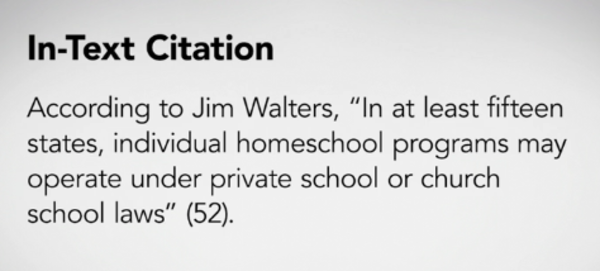 In-Text Citation
According to Jim Walters, “In at least fifteen
states, individual homeschool programs may
operate under private school or church
school laws” (52).